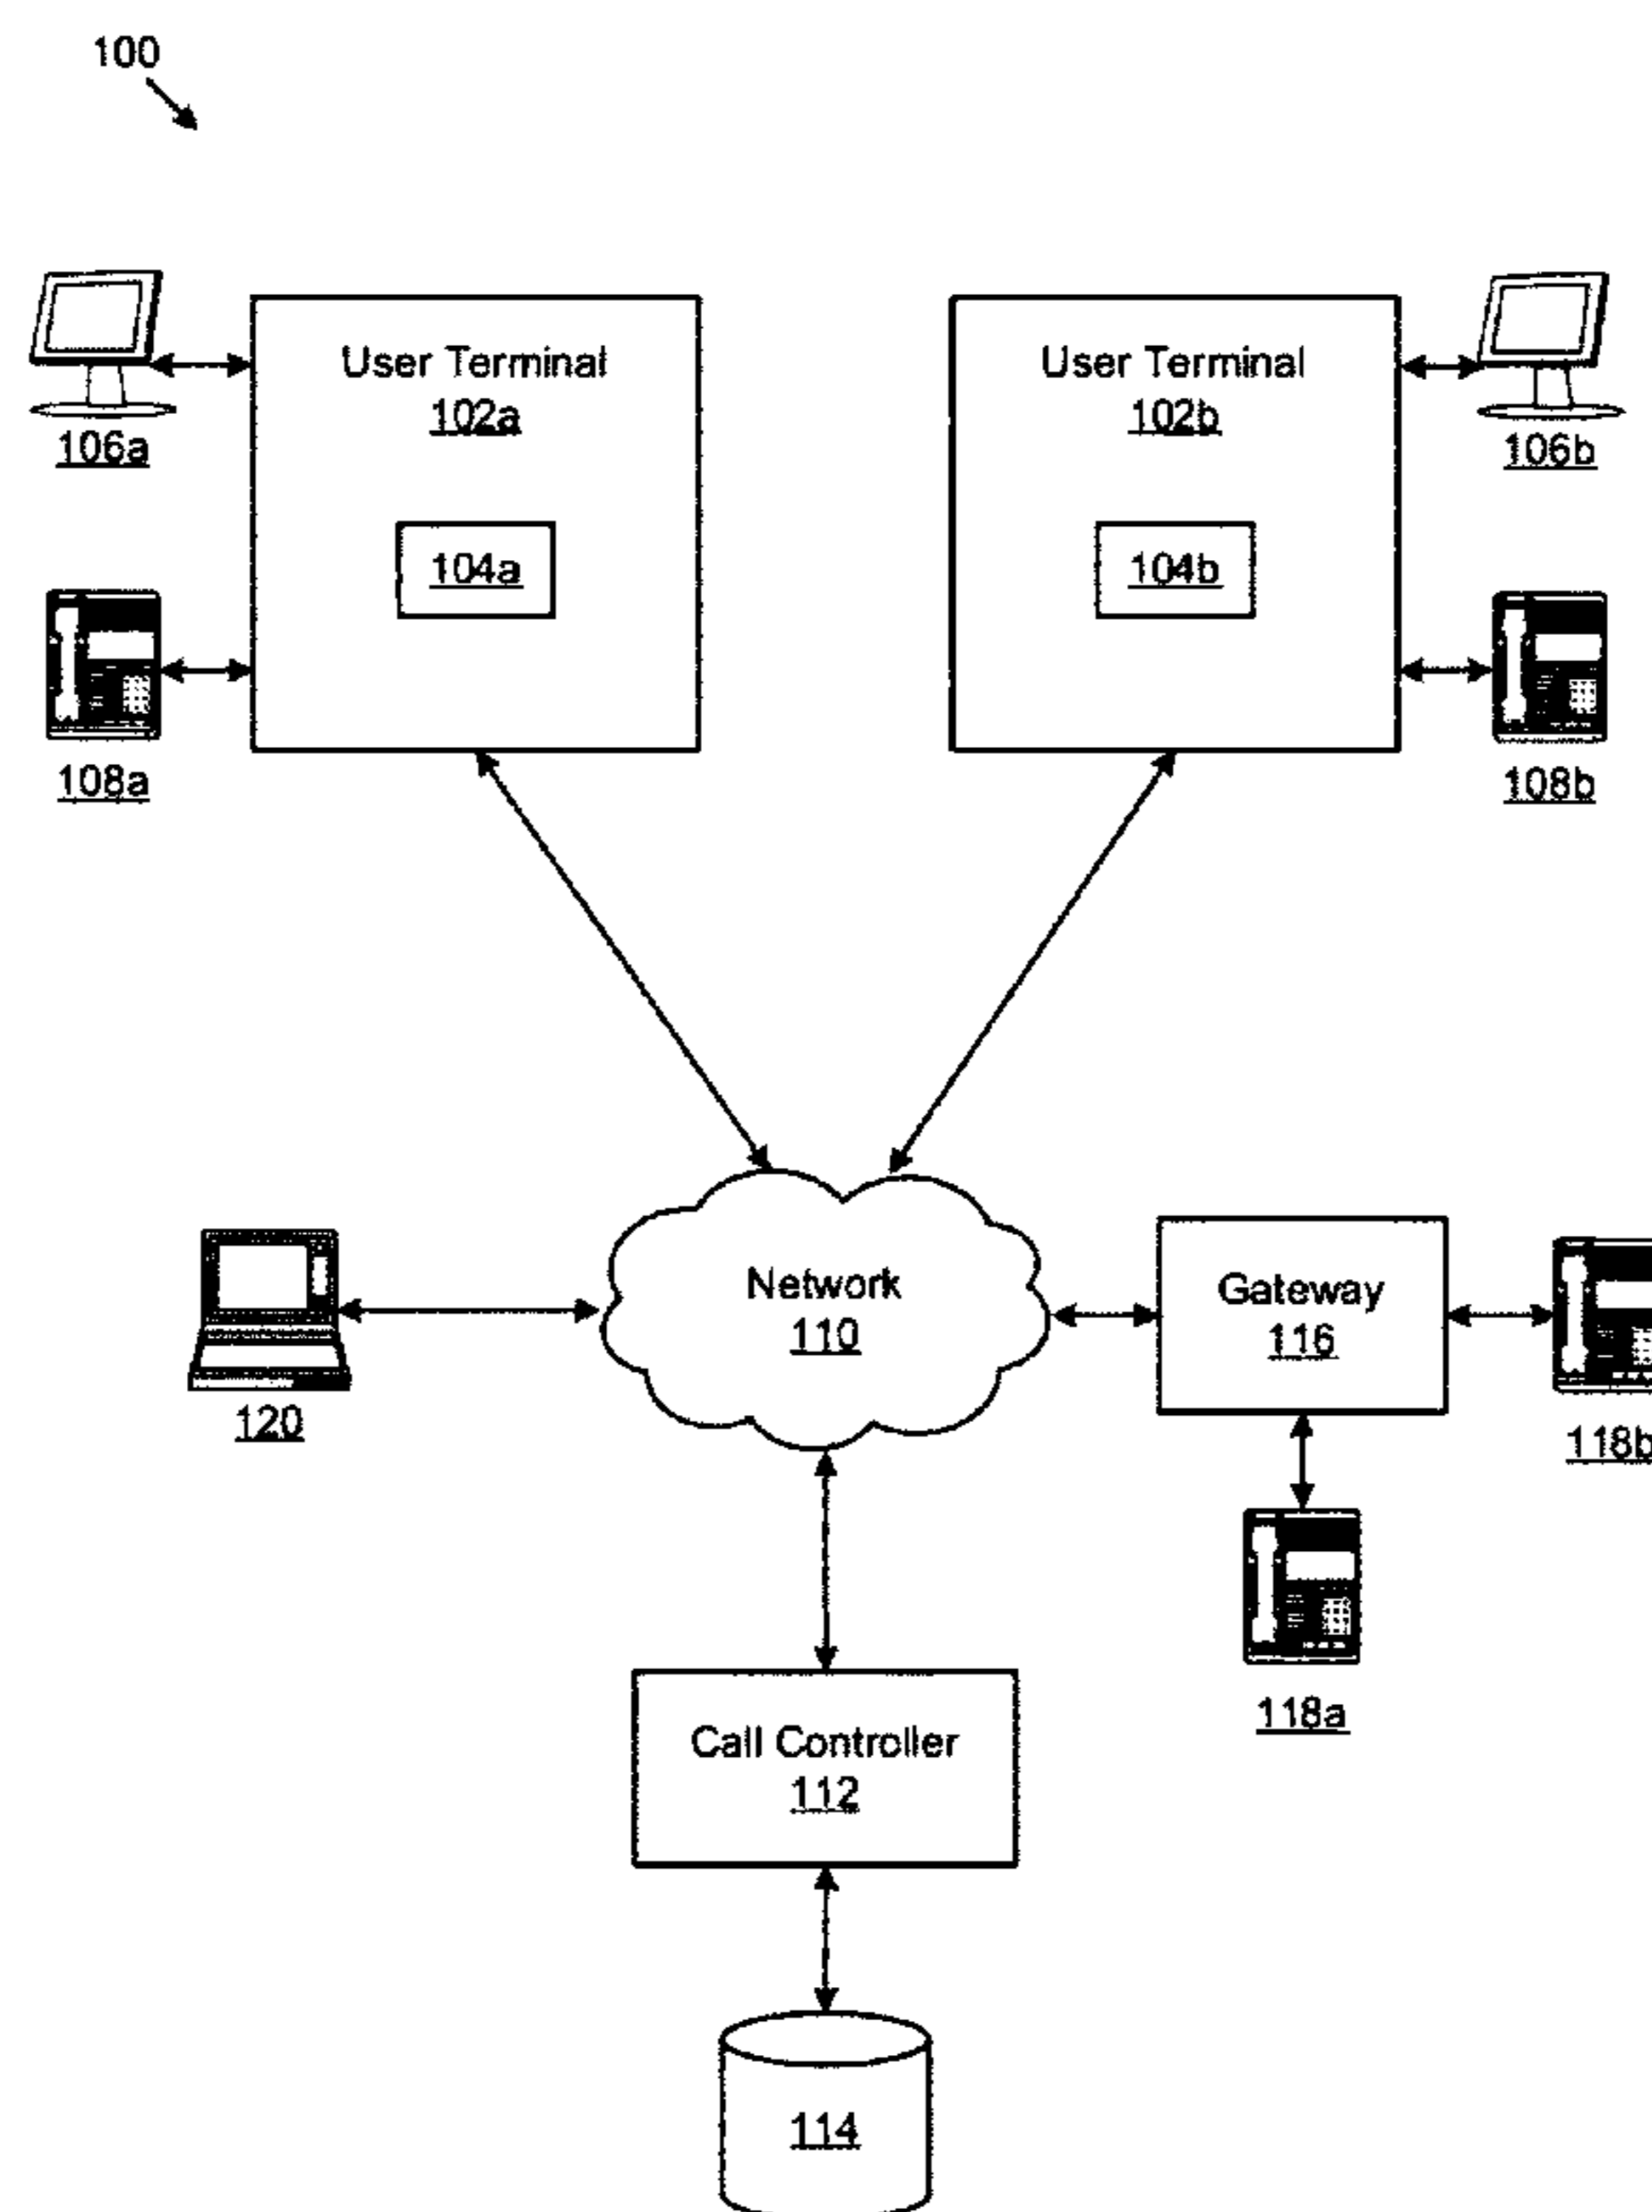 100
User Terminal
102a
User Terminal
102b
106a
106b
104a
104b
108a
108b
Network
110
Gateway
116
120
118b
118a
Call Controller
112
114